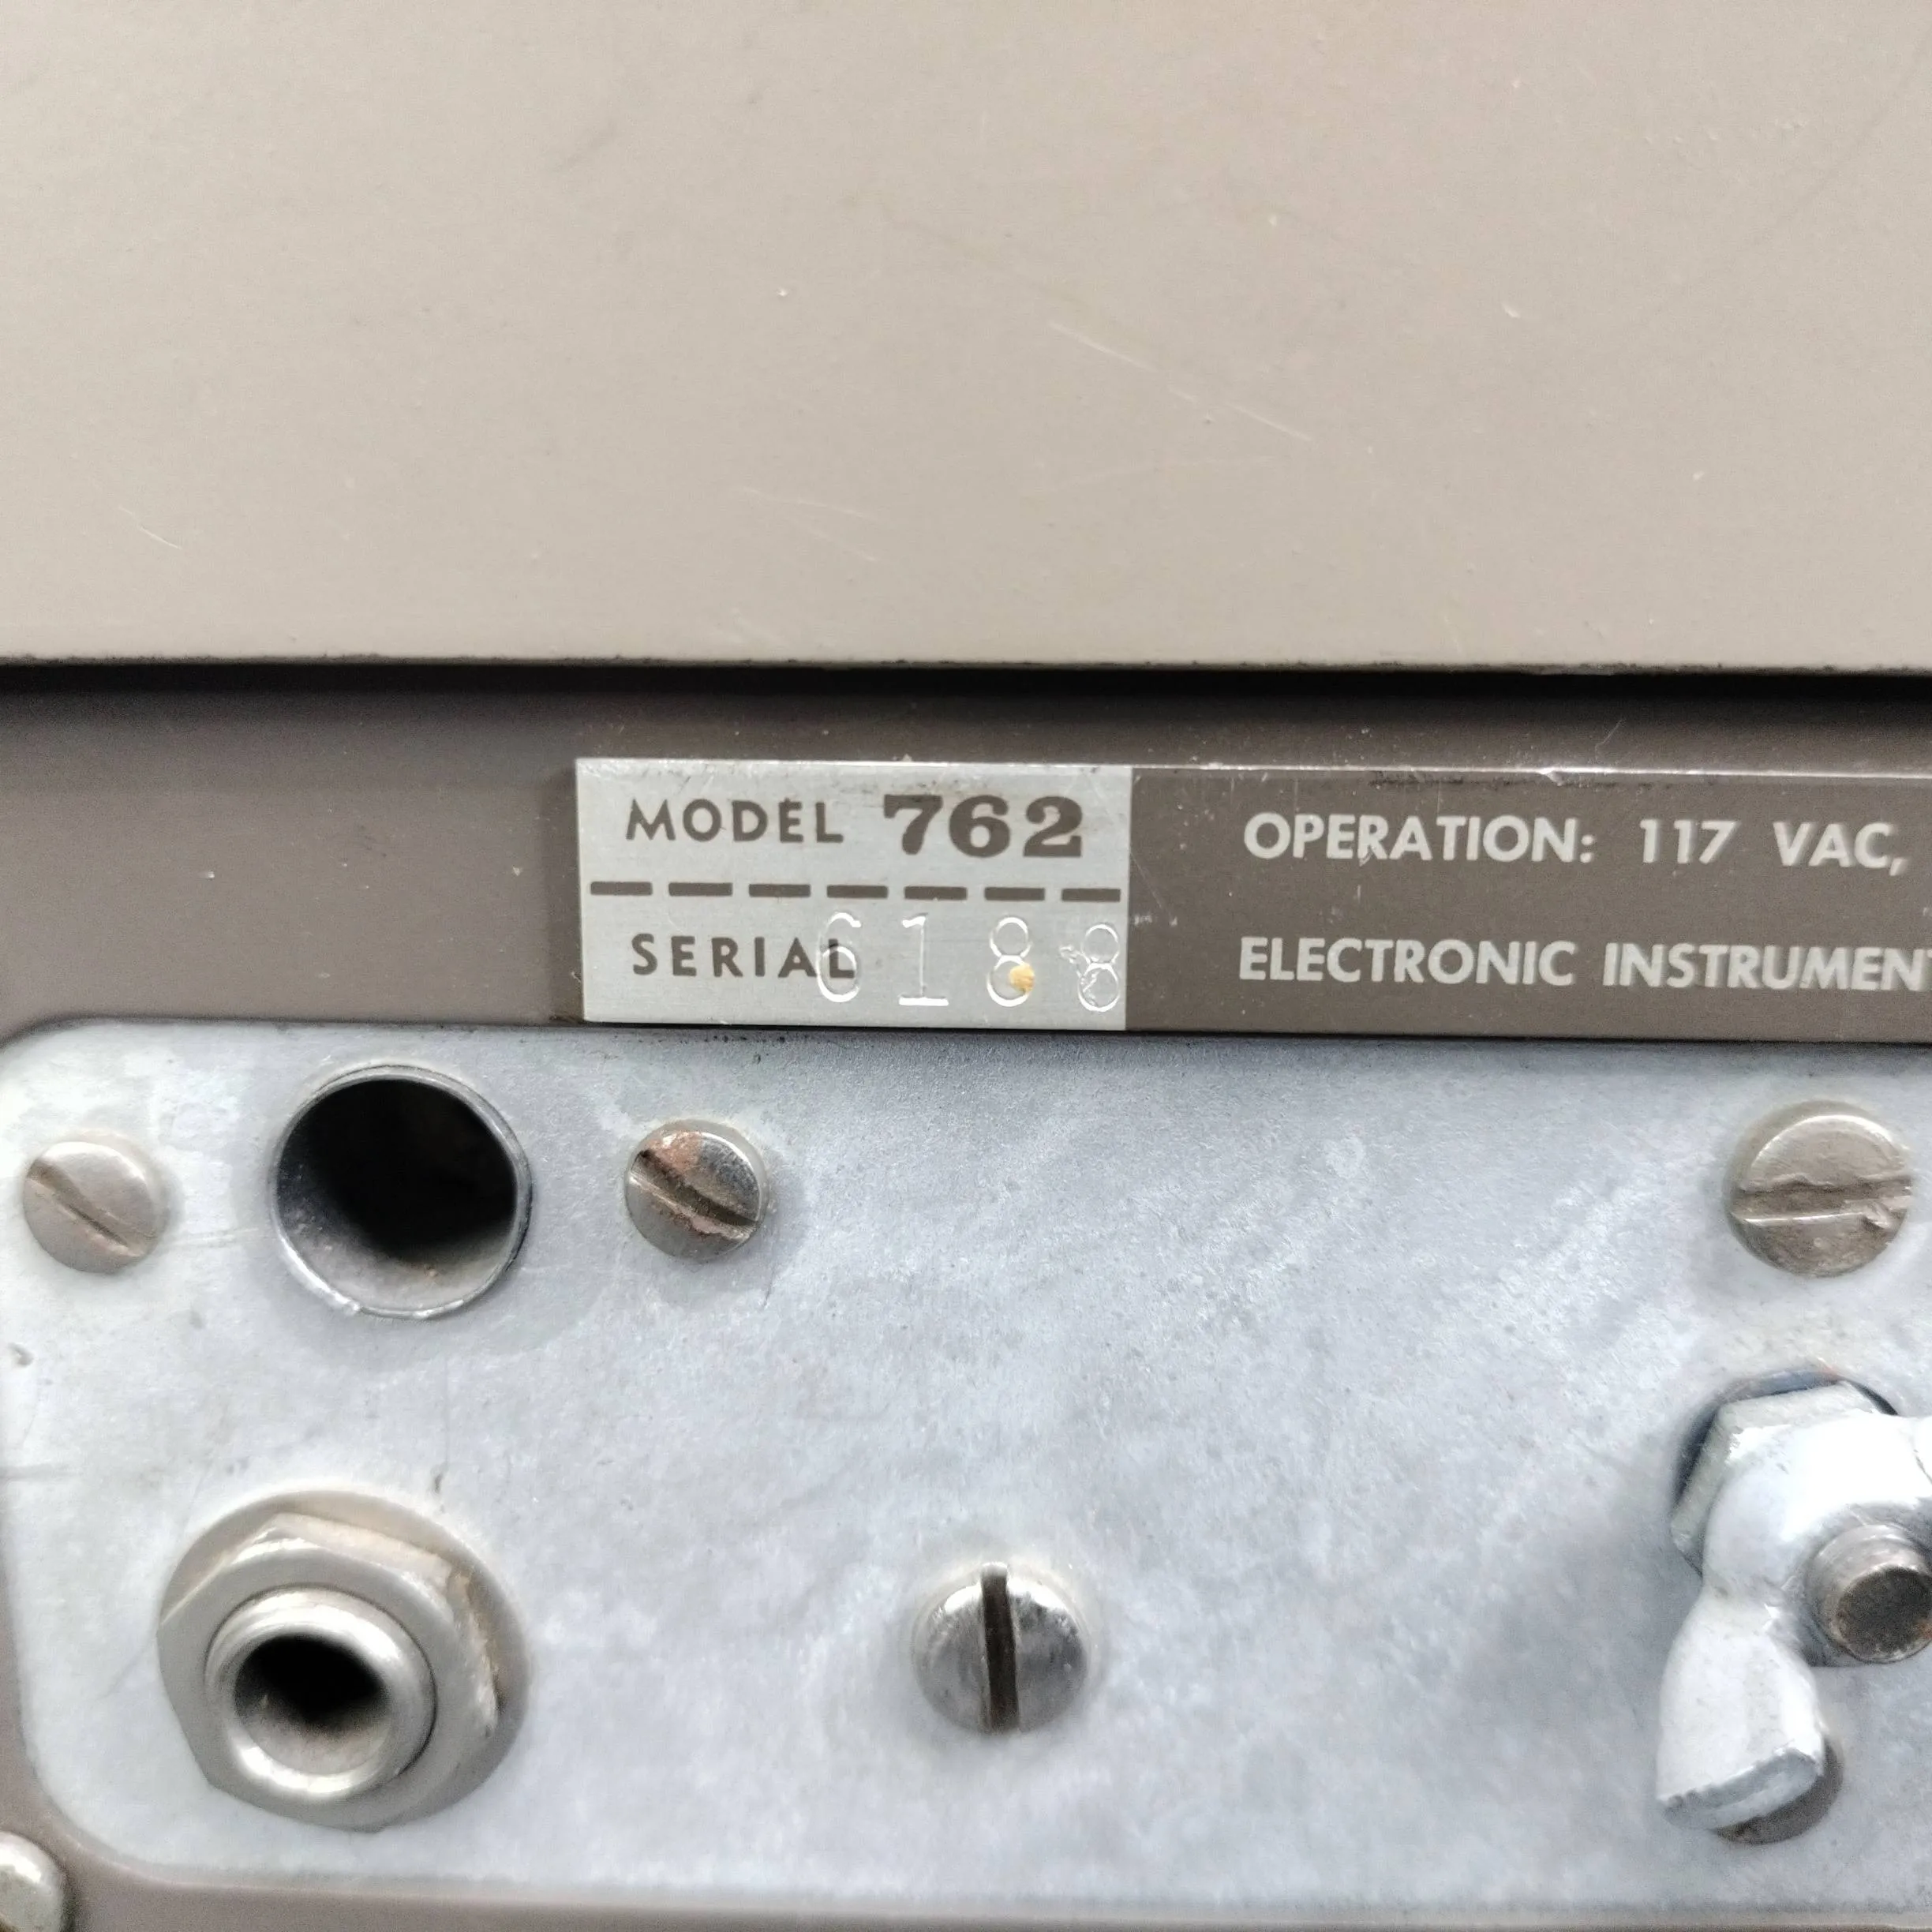 MODEL 762
SERIAL 6188
OPERATION: 117 VAC,
ELECTRONIC INSTRUMENT